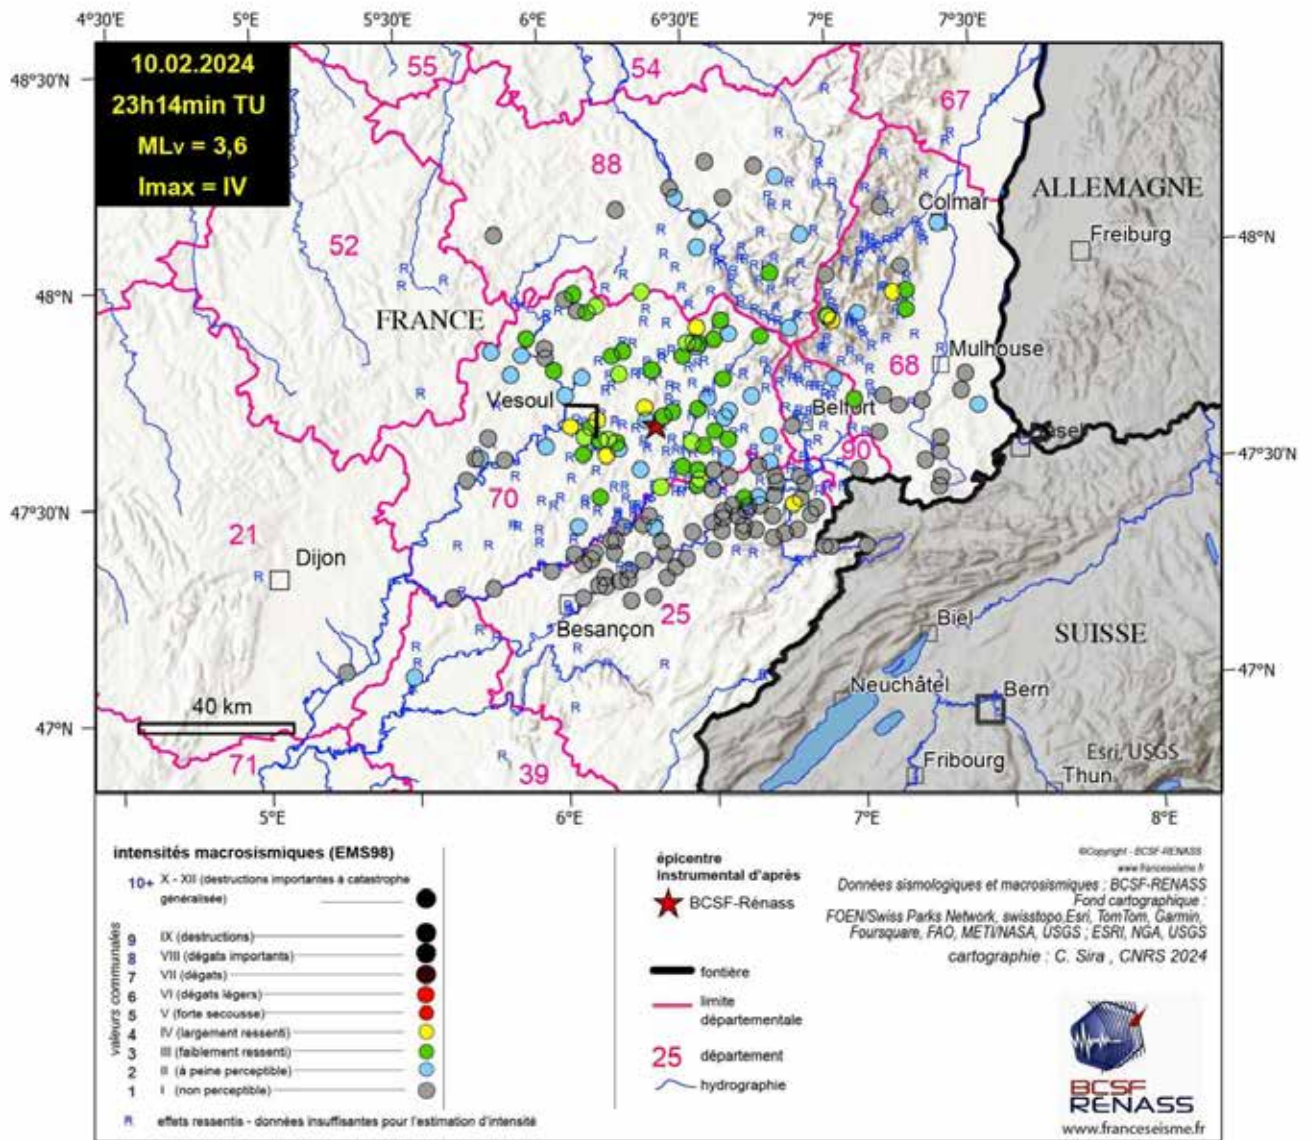 4°30'E 5°E 5°30'E 6°E 6°30'E 7°E 7°30'E
10.02.2024
23h14min TU
MLv = 3,6
Imax = IV
48°30'N
55
54
67
88
ALLEMAGNE
Colmar
Freiburg
52
48°N
48°N
FRANCE
Mulhouse
68
Vesoul
Belfort
90
47°30'N
70
47°30'N
21
Dijon
25
Besançon
Biel
SUISSE
47°N
Neuchâtel
Bern
40 km
47°N
Fribourg
Esri, USGS
71
39
Thun
5°E 6°E 7°E 8°E
intensités macrosismiques (EMS98)
10+ X - XII (destructions importantes à catastrophe
généralisée)
valeurs communales
9 IX (destructions)
8 VIII (dégats importants)
7 VII (dégats)
6 VI (dégats légers)
5 V (forte secousse)
4 IV (largement ressenti)
3 III (faiblement ressenti)
2 II (à peine perceptible)
1 I (non perceptible)
R effets ressentis - données insuffisantes pour l'estimation d'intensité
épicentre
instrumental d'après
BCSF-Rénass
fontière
limite
départementale
25 département
hydrographie
©Copyright - BCSF-RENASS
www.franceseisme.fr
Données sismologiques et macrosismiques : BCSF-RENASS
Fond cartographique :
FOEN/Swiss Parks Network, swisstopo,Esri, TomTom, Garmin,
Foursquare, FAO, METI/NASA, USGS ; ESRI, NGA, USGS
cartographie : C. Sira , CNRS 2024
BCSF
RENASS
www.franceseisme.fr